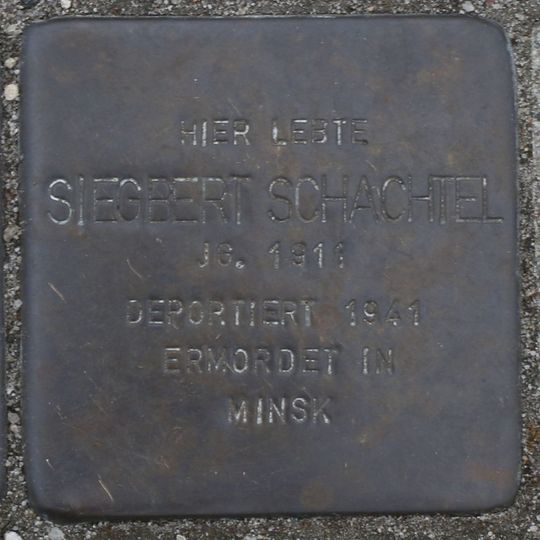 HIER LEBTE
SIEGBERT SCHACHTEL
JG. 1911
DEPORTIERT 1941
ERMORDET IN
MINSK